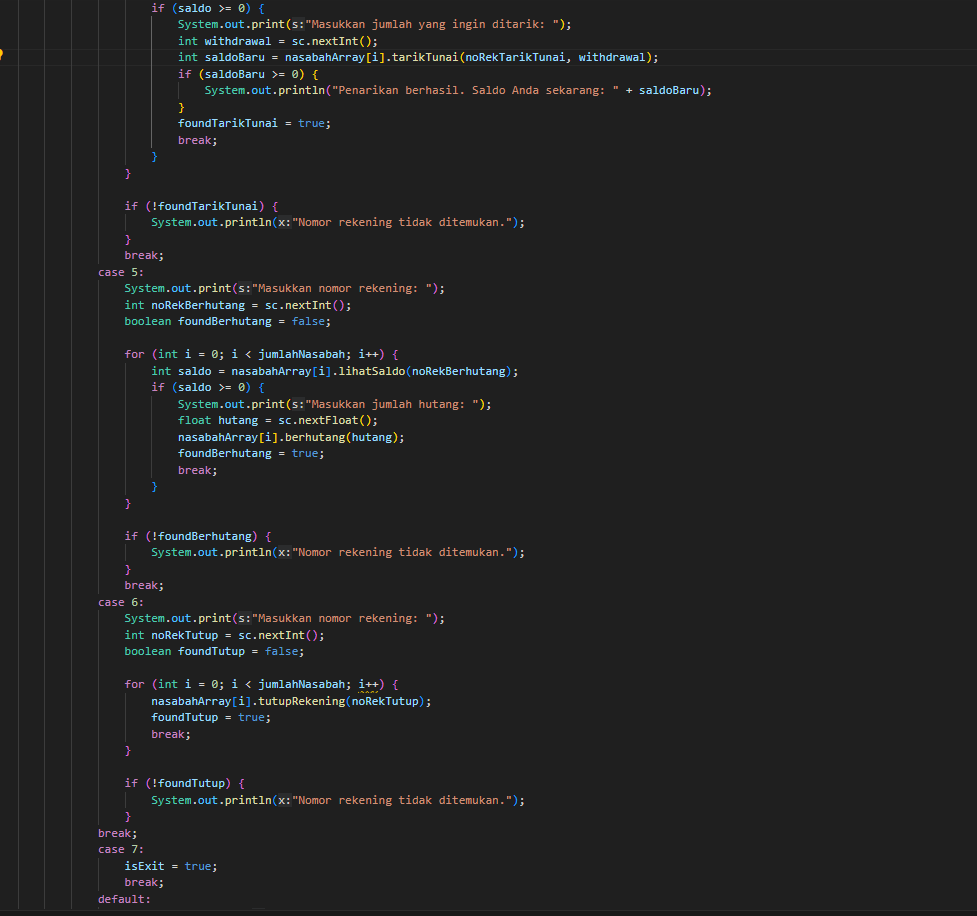 if (saldo >= 0) {
System.out.print(s:"Masukkan jumlah yang ingin ditarik: ");
int withdrawal = sc.nextInt();
int saldoBaru = nasabahArray[i].tarikTunai(noRekTarikTunai, withdrawal);
if (saldoBaru >= 0) {
System.out.println("Penarikan berhasil. Saldo Anda sekarang: " + saldoBaru);
}
foundTarikTunai = true;
break;
}
}
if (!foundTarikTunai) {
System.out.println(x:"Nomor rekening tidak ditemukan.");
}
break;
case 5:
System.out.print(s:"Masukkan nomor rekening: ");
int noRekBerhutang = sc.nextInt();
boolean foundBerhutang = false;
for (int i = 0; i < jumlahNasabah; i++) {
int saldo = nasabahArray[i].lihatSaldo(noRekBerhutang);
if (saldo >= 0) {
System.out.print(s:"Masukkan jumlah hutang: ");
float hutang = sc.nextFloat();
nasabahArray[i].berhutang(hutang);
foundBerhutang = true;
break;
}
}
if (!foundBerhutang) {
System.out.println(x:"Nomor rekening tidak ditemukan.");
}
break;
case 6:
System.out.print(s:"Masukkan nomor rekening: ");
int noRekTutup = sc.nextInt();
boolean foundTutup = false;
for (int i = 0; i < jumlahNasabah; i++) {
nasabahArray[i].tutupRekening(noRekTutup);
foundTutup = true;
break;
}
if (!foundTutup) {
System.out.println(x:"Nomor rekening tidak ditemukan.");
}
break;
case 7:
isExit = true;
break;
default: